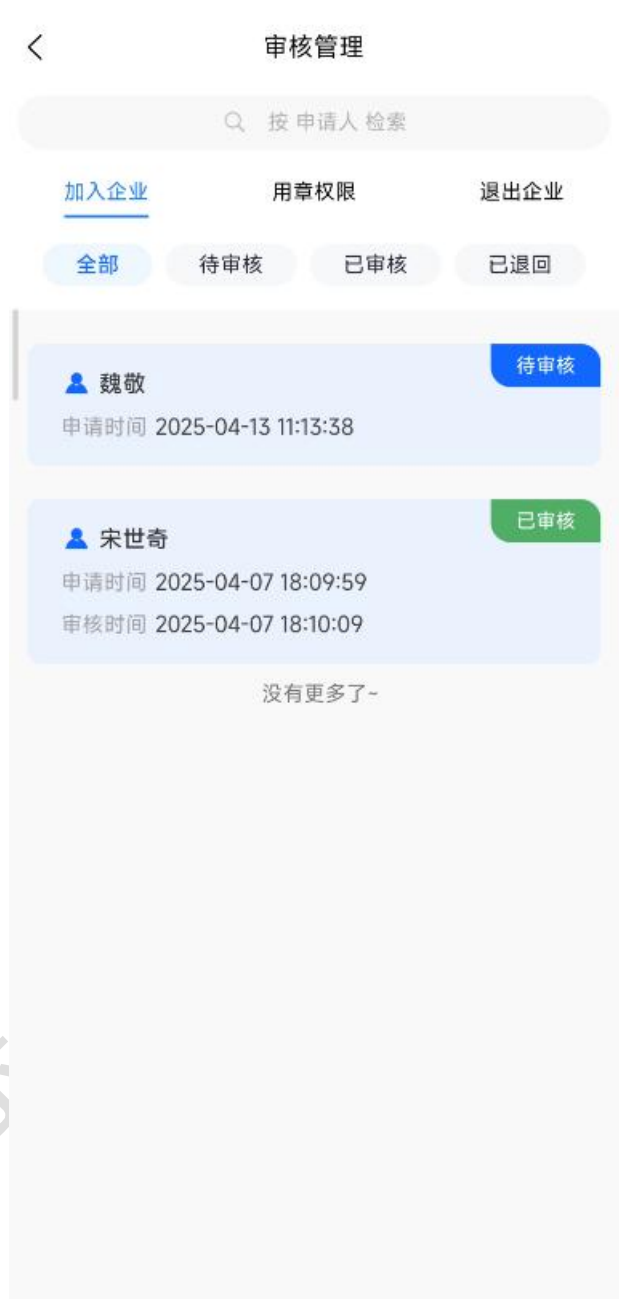 审核管理
按 申请人 检索
加入企业 用章权限 退出企业
全部 待审核 已审核 已退回
魏敬 待审核
申请时间 2025-04-13 11:13:38
宋世奇 已审核
申请时间 2025-04-07 18:09:59
审核时间 2025-04-07 18:10:09
没有更多了~